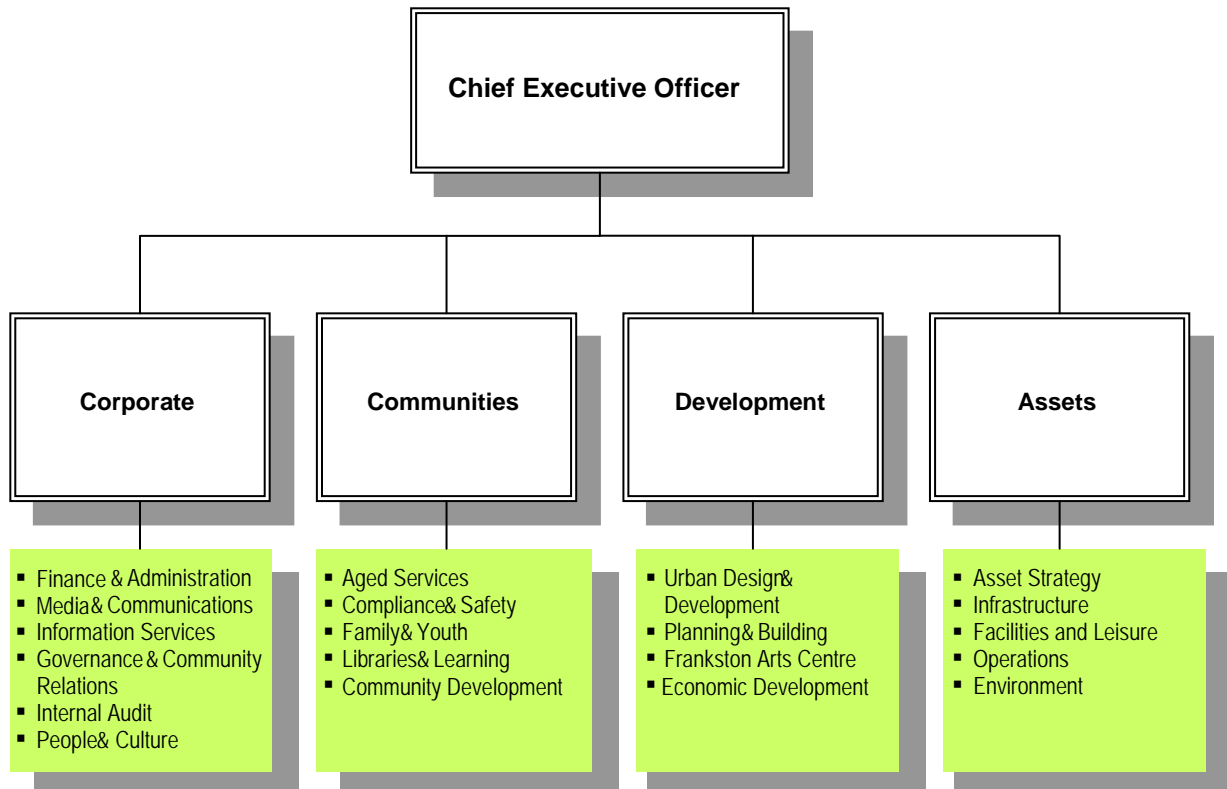 Chief Executive Officer
Corporate
Communities
Development
Assets
▪ Finance & Administration
▪ Media& Communications
▪ Information Services
▪ Governance & Community
Relations
▪ Internal Audit
▪ People& Culture
▪ Aged Services
▪ Compliance& Safety
▪ Family& Youth
▪ Libraries& Learning
▪ Community Development
▪ Urban Design&
Development
▪ Planning& Building
▪ Frankston Arts Centre
▪ Economic Development
▪ Asset Strategy
▪ Infrastructure
▪ Facilities and Leisure
▪ Operations
▪ Environment